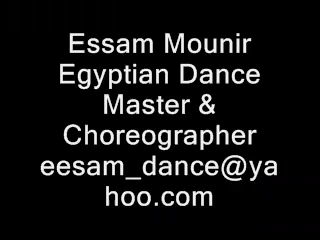 Essam Mounir
Egyptian Dance
Master &
Choreographer
eesam_dance@ya
hoo.com